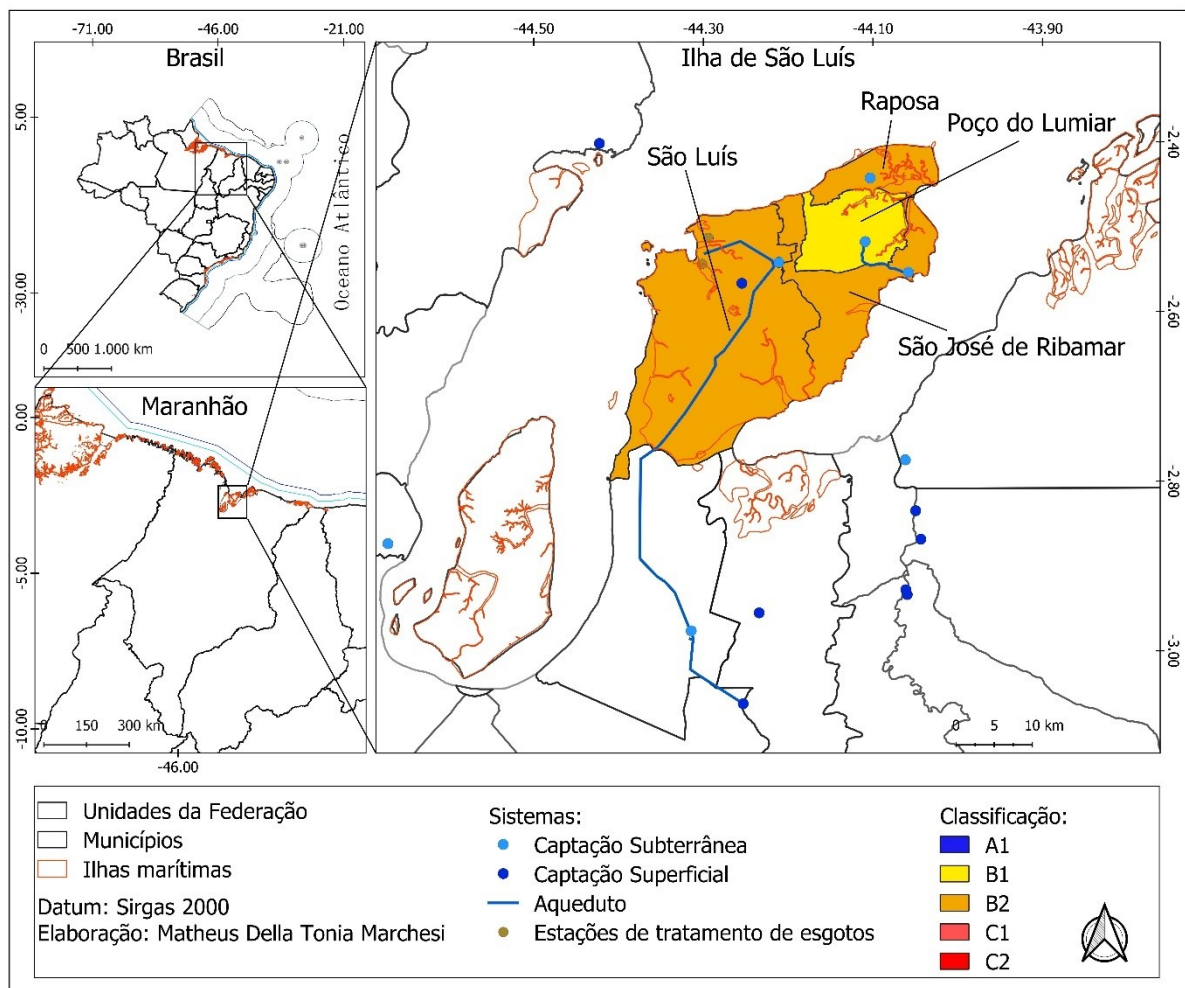 -71.00 -46.00 -21.00
Brasil
5.00
-30.00
Oceano Atlântico
0 500 1.000 km
Maranhão
0.00
-5.00
-10.00
0 150 300 km
-46.00
-44.50 -44.30 -44.10 -43.90
Ilha de São Luís
Raposa
Poço do Lumiar
São Luís
São José de Ribamar
-2.40
-2.60
-2.80
-3.00
0 5 10 km
Unidades da Federação
Municípios
Ilhas marítimas
Datum: Sirgas 2000
Elaboração: Matheus Della Tonia Marchesi
Sistemas:
Captação Subterrânea
Captação Superficial
Aqueduto
Estações de tratamento de esgotos
Classificação:
A1
B1
B2
C1
C2